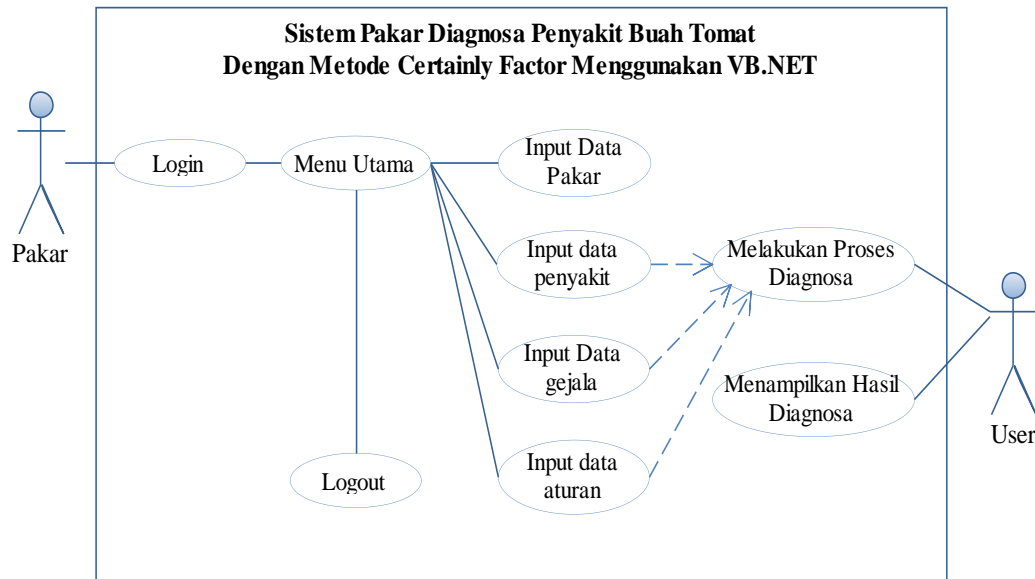 Sistem Pakar Diagnosa Penyakit Buah Tomat
Dengan Metode Certainly Factor Menggunakan VB.NET
Pakar
Login
Menu Utama
Input Data
Pakar
Input data
penyakit
Input Data
gejala
Input data
aturan
Logout
Melakukan Proses
Diagnosa
Menampilkan Hasil
Diagnosa
User